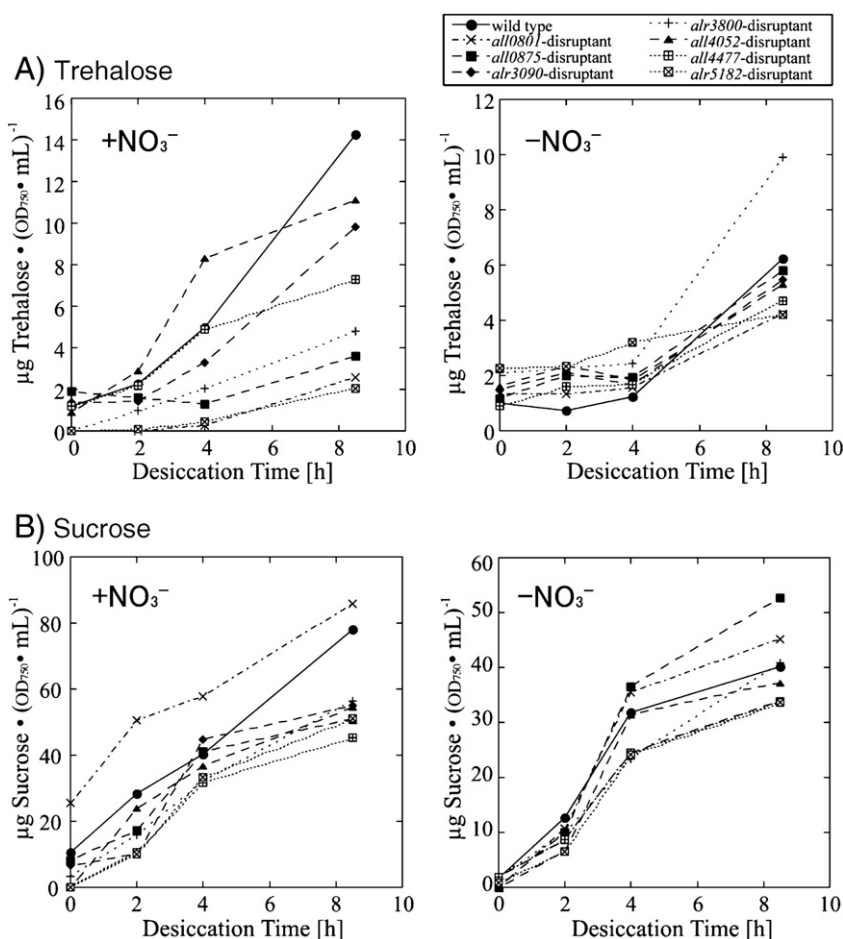 wild type
all0801-disruptant
all0875-disruptant
alr3090-disruptant
alr3800-disruptant
all4052-disruptant
all4477-disruptant
alr5182-disruptant
A) Trehalose
+NO₃⁻
μg Trehalose • (OD₇₅₀• mL)⁻¹
16
14
12
10
8
6
4
2
0
0 2 4 6 8 10
Desiccation Time [h]
−NO₃⁻
μg Trehalose • (OD₇₅₀• mL)⁻¹
12
10
8
6
4
2
0
0 2 4 6 8 10
Desiccation Time [h]
B) Sucrose
+NO₃⁻
μg Sucrose • (OD₇₅₀• mL)⁻¹
100
80
60
40
20
0
0 2 4 6 8 10
Desiccation Time [h]
−NO₃⁻
μg Sucrose • (OD₇₅₀• mL)⁻¹
60
50
40
30
20
10
0
0 2 4 6 8 10
Desiccation Time [h]